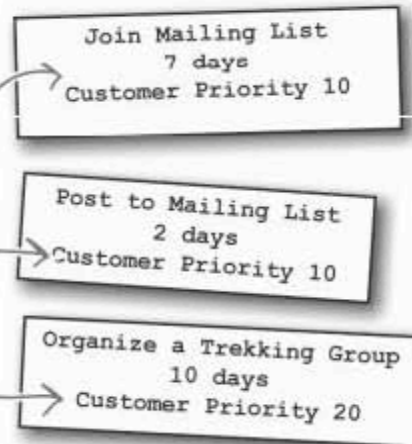 Join Mailing List
7 days
Customer Priority 10
Post to Mailing List
2 days
Customer Priority 10
Organize a Trekking Group
10 days
Customer Priority 20